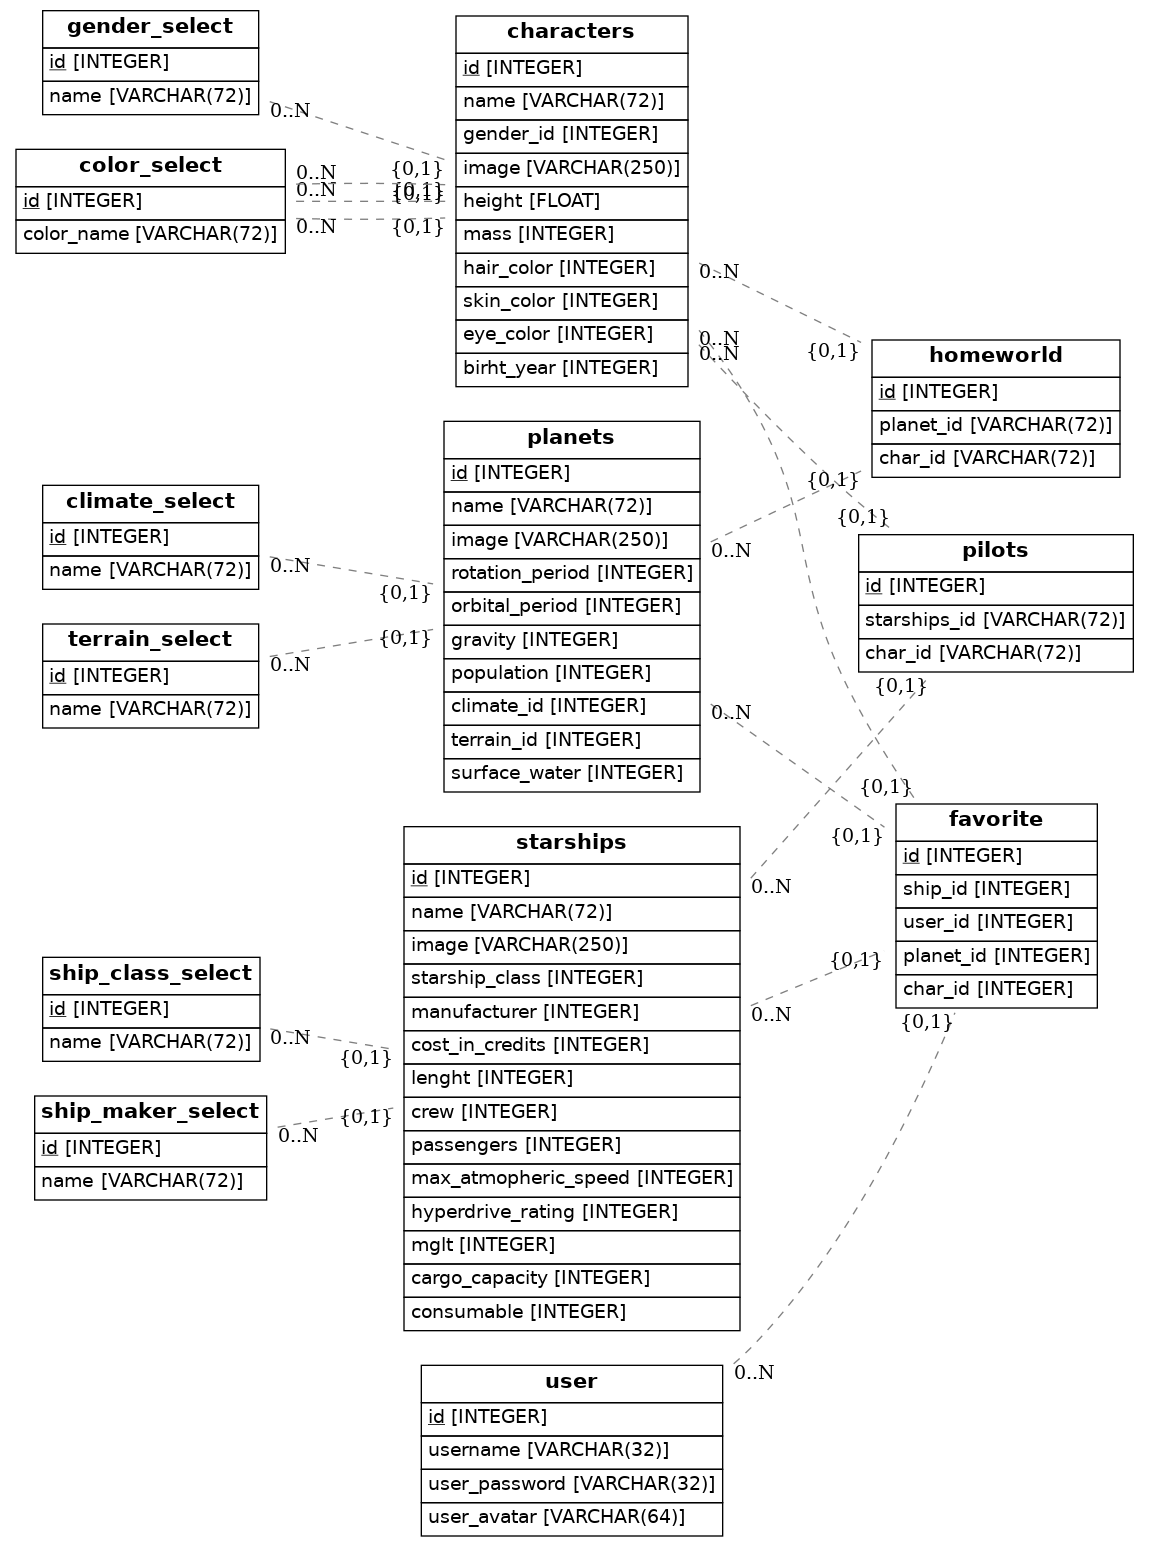 gender_select
id [INTEGER]
name [VARCHAR(72)]
color_select
id [INTEGER]
color_name [VARCHAR(72)]
climate_select
id [INTEGER]
name [VARCHAR(72)]
terrain_select
id [INTEGER]
name [VARCHAR(72)]
ship_class_select
id [INTEGER]
name [VARCHAR(72)]
ship_maker_select
id [INTEGER]
name [VARCHAR(72)]
0..N
{0,1}
0..N
{0,1}
0..N
{0,1}
0..N
{0,1}
0..N
{0,1}
0..N
{0,1}
0..N
{0,1}
0..N
{0,1}
characters
id [INTEGER]
name [VARCHAR(72)]
gender_id [INTEGER]
image [VARCHAR(250)]
height [FLOAT]
mass [INTEGER]
hair_color [INTEGER]
skin_color [INTEGER]
eye_color [INTEGER]
birht_year [INTEGER]
planets
id [INTEGER]
name [VARCHAR(72)]
image [VARCHAR(250)]
rotation_period [INTEGER]
orbital_period [INTEGER]
gravity [INTEGER]
population [INTEGER]
climate_id [INTEGER]
terrain_id [INTEGER]
surface_water [INTEGER]
starships
id [INTEGER]
name [VARCHAR(72)]
image [VARCHAR(250)]
starship_class [INTEGER]
manufacturer [INTEGER]
cost_in_credits [INTEGER]
lenght [INTEGER]
crew [INTEGER]
passengers [INTEGER]
max_atmopheric_speed [INTEGER]
hyperdrive_rating [INTEGER]
mglt [INTEGER]
cargo_capacity [INTEGER]
consumable [INTEGER]
user
id [INTEGER]
username [VARCHAR(32)]
user_password [VARCHAR(32)]
user_avatar [VARCHAR(64)]
0..N
{0,1}
0..N
0..N
{0,1}
0..N
{0,1}
0..N
{0,1}
{0,1}
{0,1}
0..N
{0,1}
0..N
{0,1}
0..N
homeworld
id [INTEGER]
planet_id [VARCHAR(72)]
char_id [VARCHAR(72)]
pilots
id [INTEGER]
starships_id [VARCHAR(72)]
char_id [VARCHAR(72)]
favorite
id [INTEGER]
ship_id [INTEGER]
user_id [INTEGER]
planet_id [INTEGER]
char_id [INTEGER]